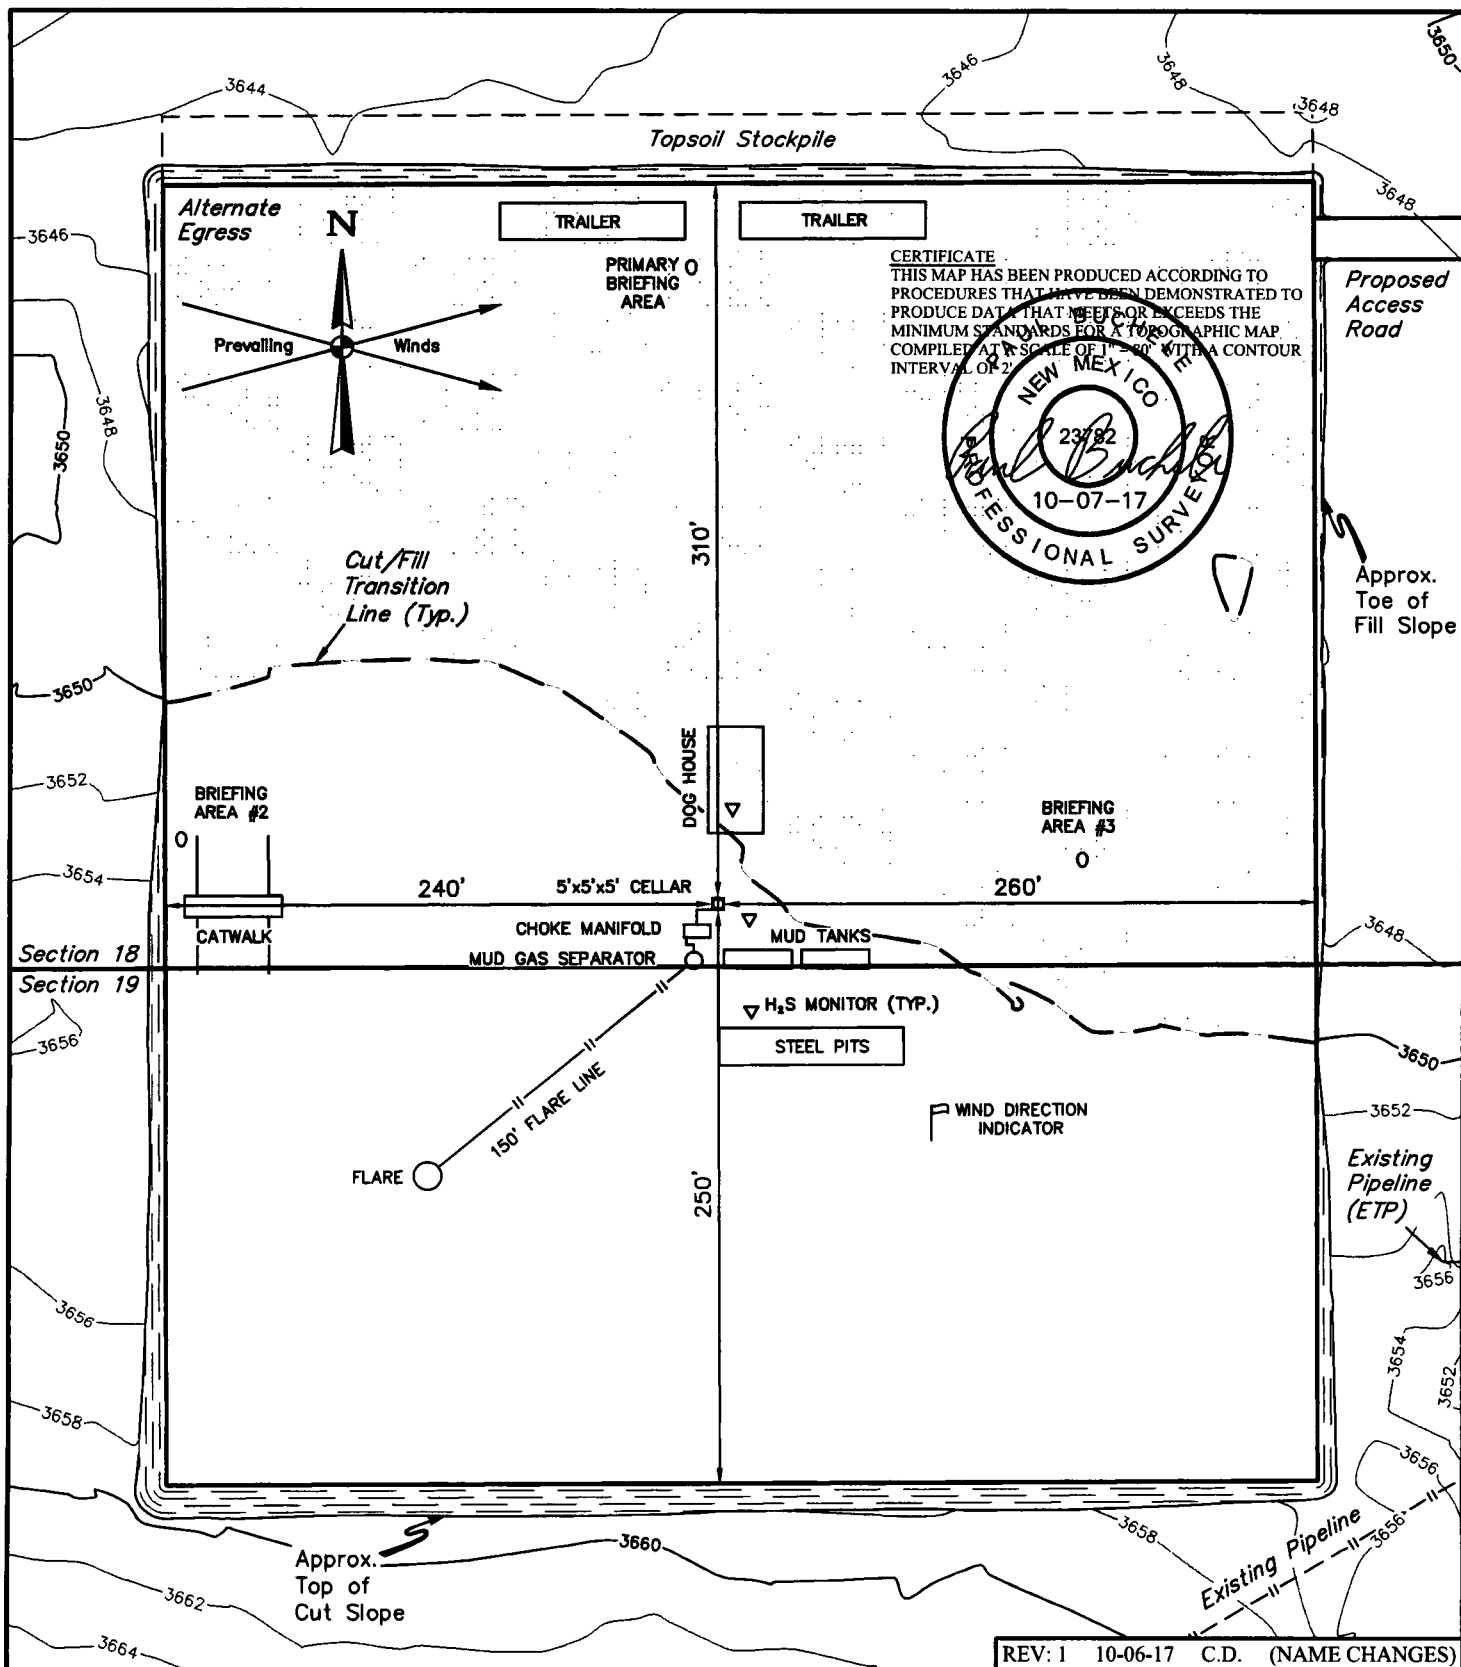 3644
3646
3648
3650
3648
Topsoil Stockpile
3648
Alternate
Egress
N
TRAILER
TRAILER
3646
PRIMARY
BRIEFING
AREA
O
CERTIFICATE
THIS MAP HAS BEEN PRODUCED ACCORDING TO
PROCEDURES THAT HAVE BEEN DEMONSTRATED TO
PRODUCE DATA THAT MEETS OR EXCEEDS THE
MINIMUM STANDARDS FOR A TOPOGRAPHIC MAP
COMPILED AT A SCALE OF 1" = 80' WITH A CONTOUR
INTERVAL OF 2'
Proposed
Access
Road
Prevailing Winds
PAUL BUCHELE
NEW MEXICO
23782
10-07-17
PROFESSIONAL SURVEYOR
Paul Buchele
3648
3650
310'
Cut/Fill
Transition
Line (Typ.)
Approx.
Toe of
Fill Slope
3650
DOG HOUSE
3652
BRIEFING
AREA #2
O
BRIEFING
AREA #3
O
3654
240'
5'x5'x5' CELLAR
260'
CATWALK
CHOKE MANIFOLD
MUD TANKS
3648
Section 18
MUD GAS SEPARATOR
Section 19
H₂S MONITOR (TYP.)
3656
STEEL PITS
3650
150' FLARE LINE
WIND DIRECTION
INDICATOR
3652
FLARE
250'
Existing
Pipeline
(ETP)
3656
3656
3654
3652
3658
3656
3658
3656
3660
Existing Pipeline
Approx.
Top of
Cut Slope
3662
3664
REV: 1 10-06-17 C.D. (NAME CHANGES)